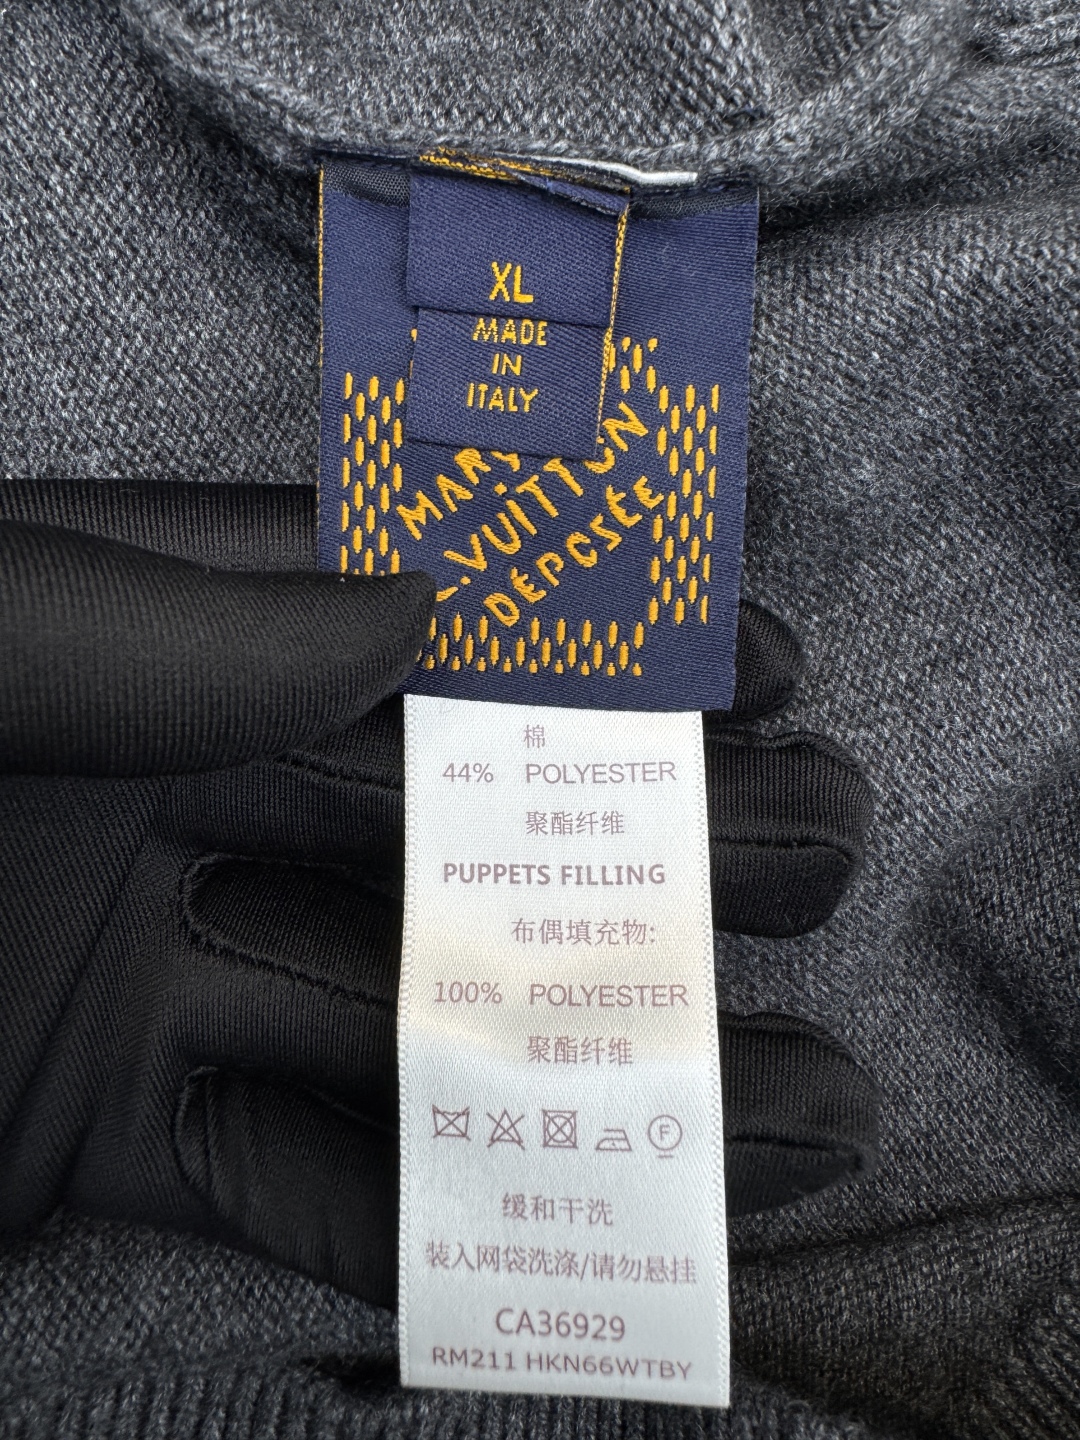 XL
MADE
IN
ITALY
L.VUITTON
DÉPOSÉE
棉
44% POLYESTER
聚酯纤维
PUPPETS FILLING
布偶填充物:
100% POLYESTER
聚酯纤维
F
缓和干洗
装入网袋洗涤/请勿悬挂
CA36929
RM211 HKN66WTBY